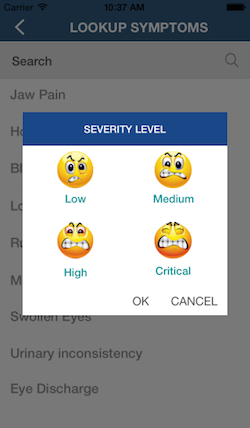 Carrier 10:37 AM
LOOKUP SYMPTOMS
Search
Jaw Pain
SEVERITY LEVEL
Low Medium
High Critical
OK CANCEL
Swollen Eyes
Urinary inconsistency
Eye Discharge